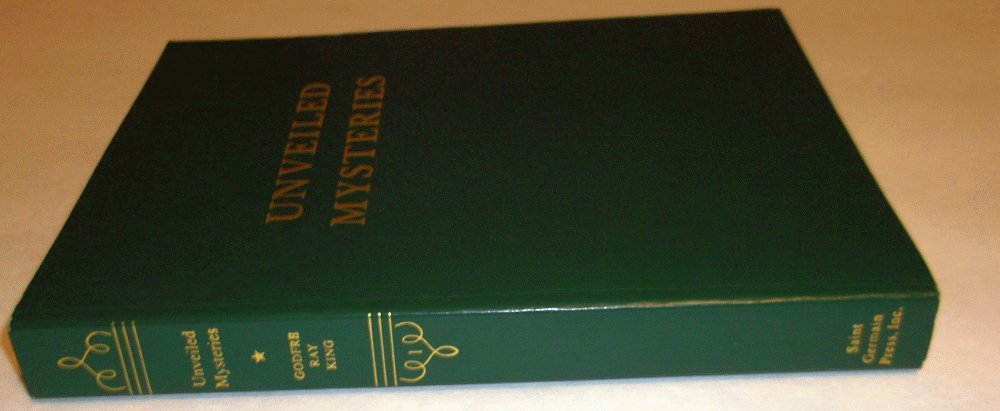 UNVEILED
MYSTERIES
Unveiled
Mysteries
GODFRE
RAY
KING
1
Saint
Germain
Press, Inc.